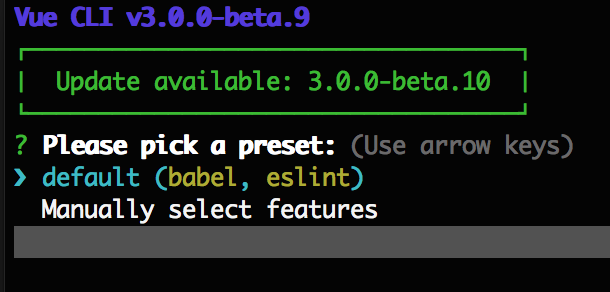 Vue CLI v3.0.0-beta.9
Update available: 3.0.0-beta.10
? Please pick a preset: (Use arrow keys)
❯ default (babel, eslint)
Manually select features